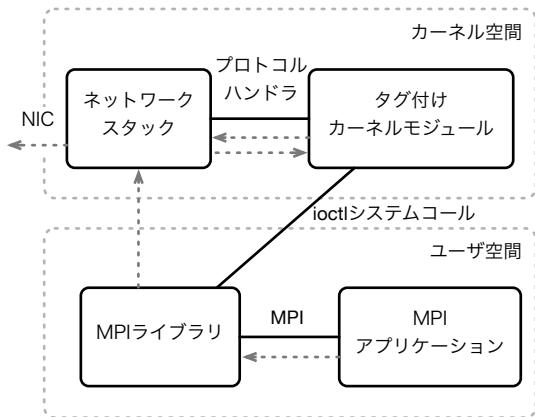 カーネル空間
プロトコル
ハンドラ
ネットワーク
スタック
タグ付け
カーネルモジュール
NIC
ioctlシステムコール
ユーザ空間
MPIライブラリ
MPI
MPI
アプリケーション